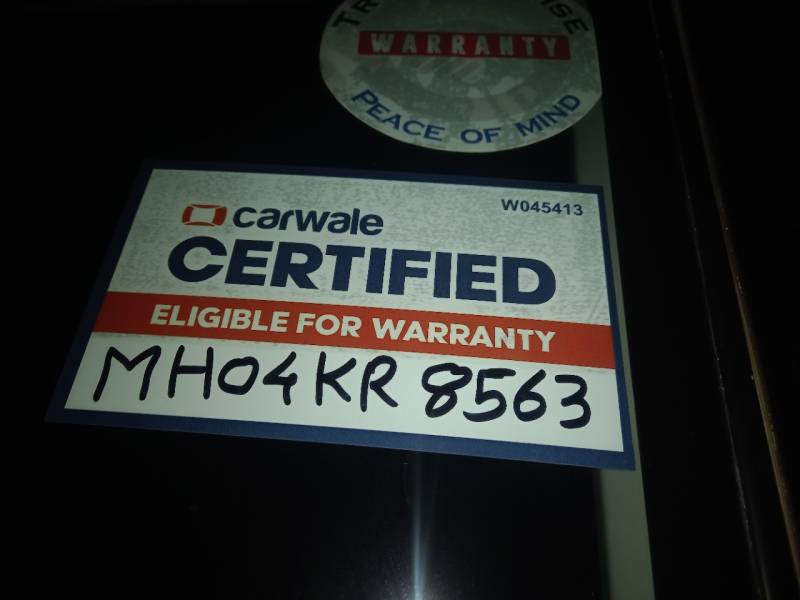 WARRANTY
PEACE OF MIND
W045413
carwale
CERTIFIED
ELIGIBLE FOR WARRANTY
MH04KR 8563